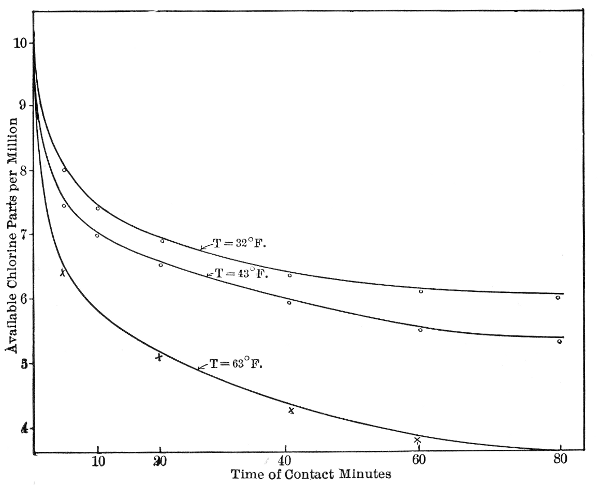 Available Chlorine Parts per Million
10
9
8
7
6
5
4
T=32°F.
T=43°F.
T=63°F.
10 20 40 60 80
Time of Contact Minutes